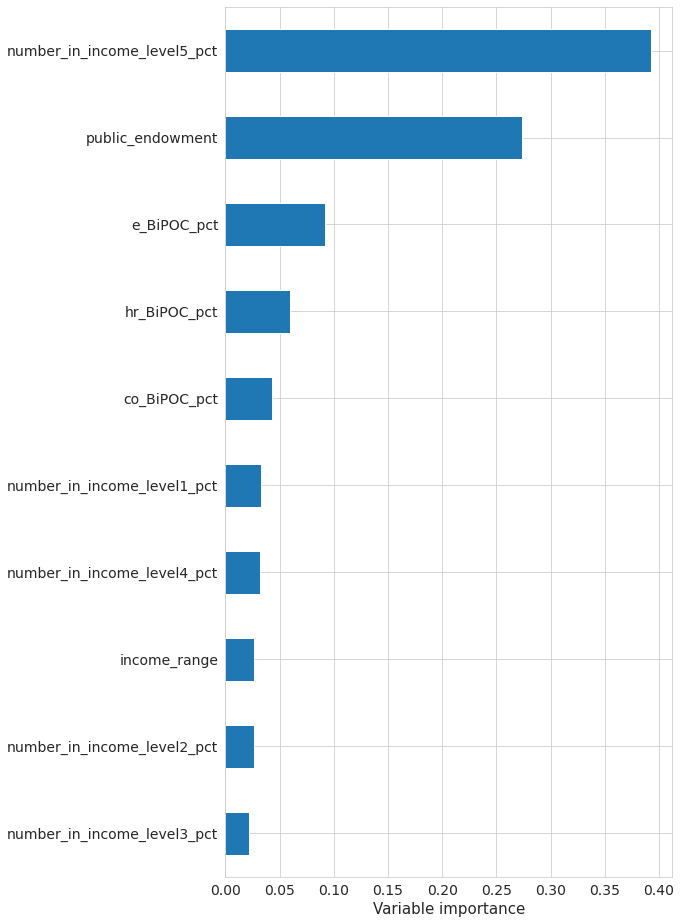 number_in_income_level5_pct
public_endowment
e_BiPOC_pct
hr_BiPOC_pct
co_BiPOC_pct
number_in_income_level1_pct
number_in_income_level4_pct
income_range
number_in_income_level2_pct
number_in_income_level3_pct
0.00 0.05 0.10 0.15 0.20 0.25 0.30 0.35 0.40
Variable importance